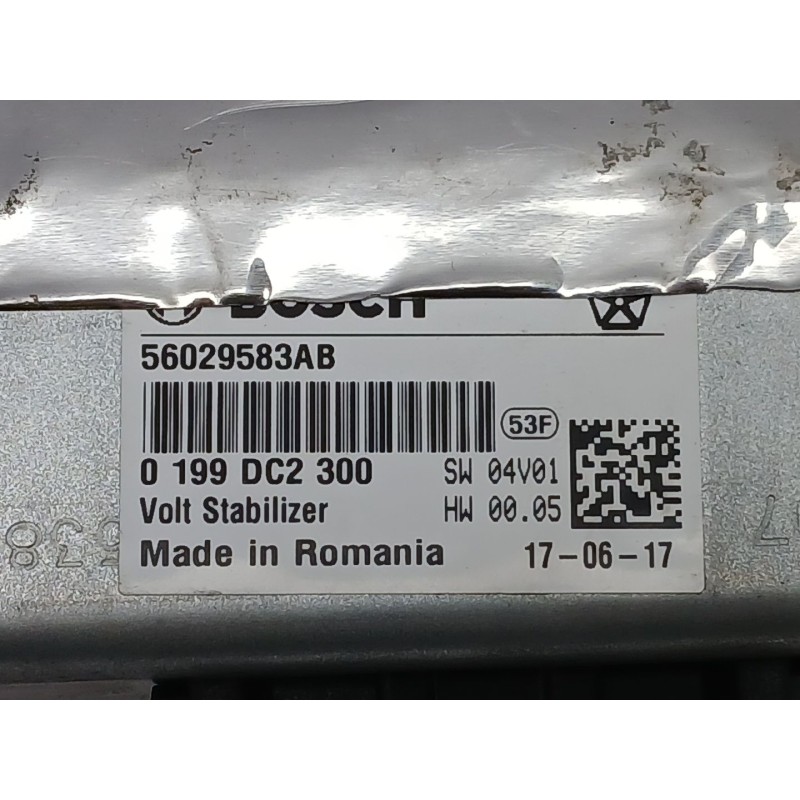 BOSCH
56029583AB
53F
0 199 DC2 300 SW 04V01
Volt Stabilizer HW 00.05
Made in Romania 17-06-17